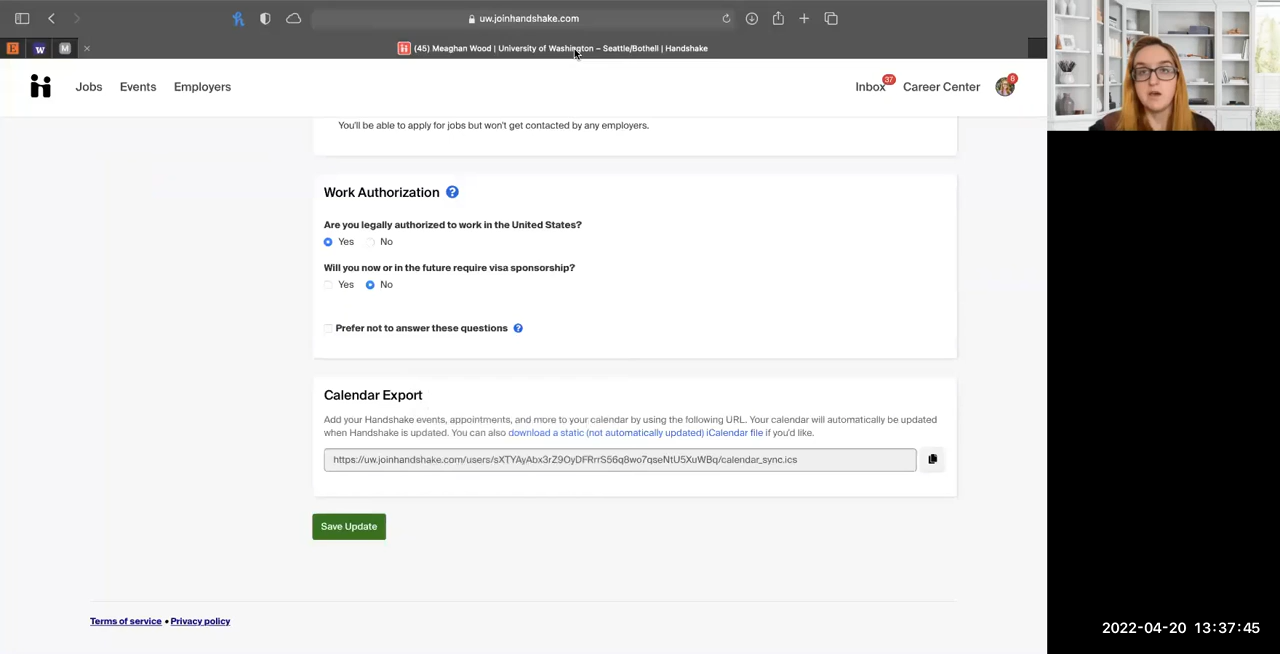 uw.joinhandshake.com
E W M (45) Meaghan Wood | University of Washington – Seattle/Bothell | Handshake
Jobs Events Employers Inbox 37 Career Center 8
You'll be able to apply for jobs but won't get contacted by any employers.
Work Authorization ?
Are you legally authorized to work in the United States?
Yes No
Will you now or in the future require visa sponsorship?
Yes No
Prefer not to answer these questions ?
Calendar Export
Add your Handshake events, appointments, and more to your calendar by using the following URL. Your calendar will automatically be updated
when Handshake is updated. You can also download a static (not automatically updated) iCalendar file if you'd like.
https://uw.joinhandshake.com/users/sXTYAyAbx3rZ9OyDFRrrS56q8wo7qseNtU5XuWBq/calendar_sync.ics
Save Update
Terms of service • Privacy policy
2022-04-20 13:37:45